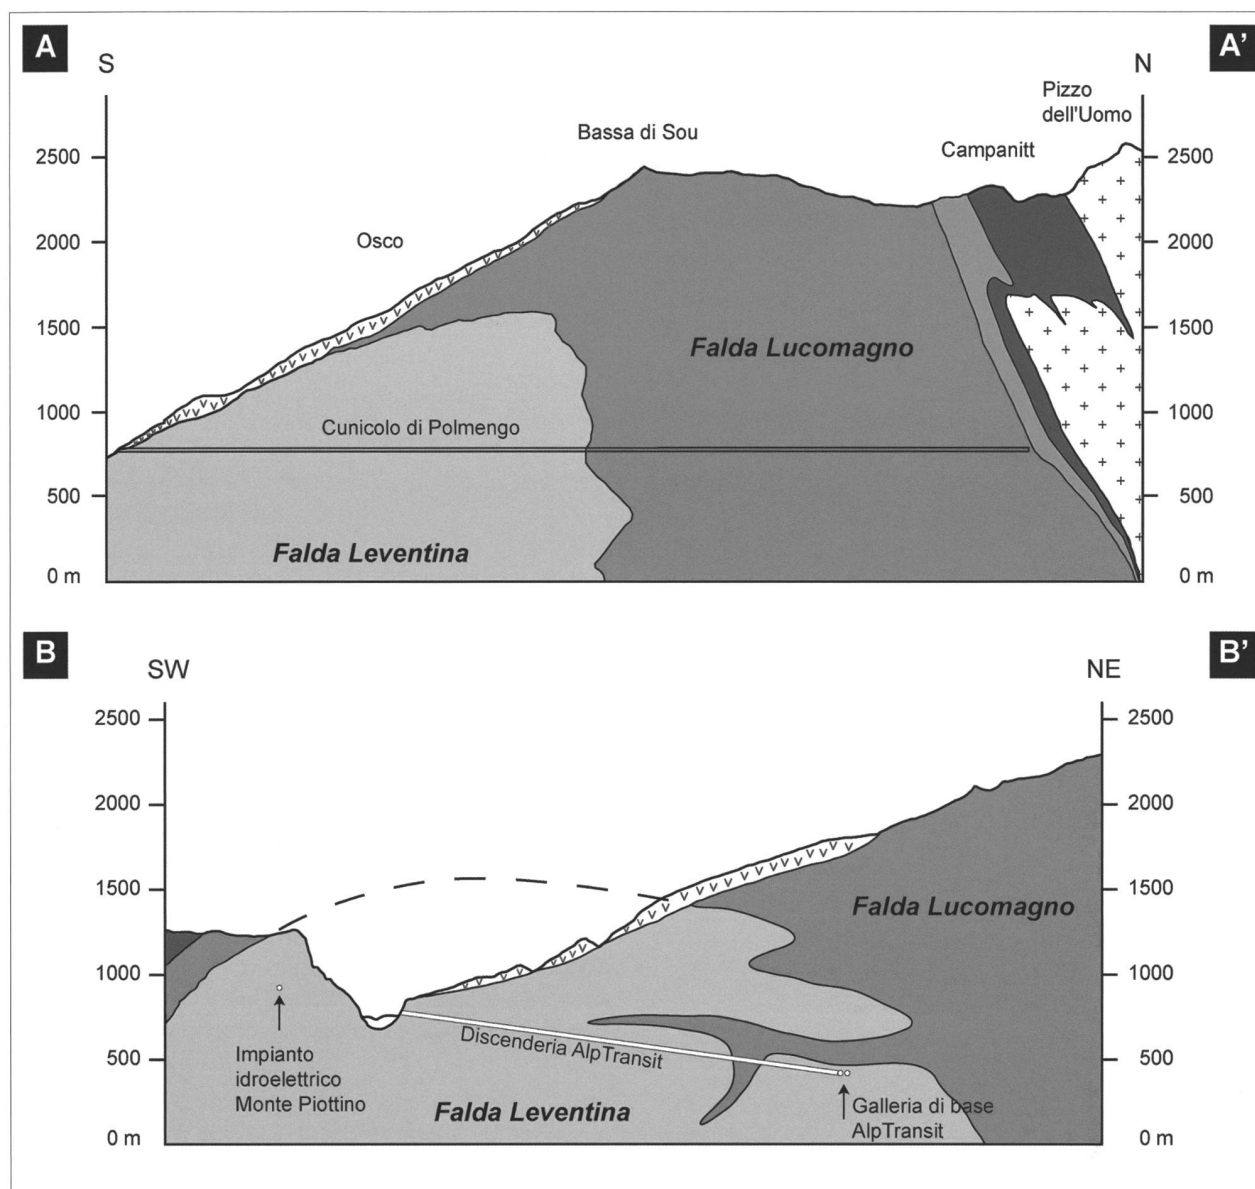 A
A'
S
N
Pizzo
dell'Uomo
Bassa di Sou
Campanitt
2500
2500
Osco
2000
2000
1500
1500
Falda Lucomagno
1000
1000
Cunicolo di Polmengo
500
500
Falda Leventina
0 m
0 m
B
B'
SW
NE
2500
2500
2000
2000
1500
1500
Falda Lucomagno
1000
1000
Discenderia AlpTransit
500
500
Impianto
idroelettrico
Monte Piottino
Falda Leventina
Galleria di base
AlpTransit
0 m
0 m